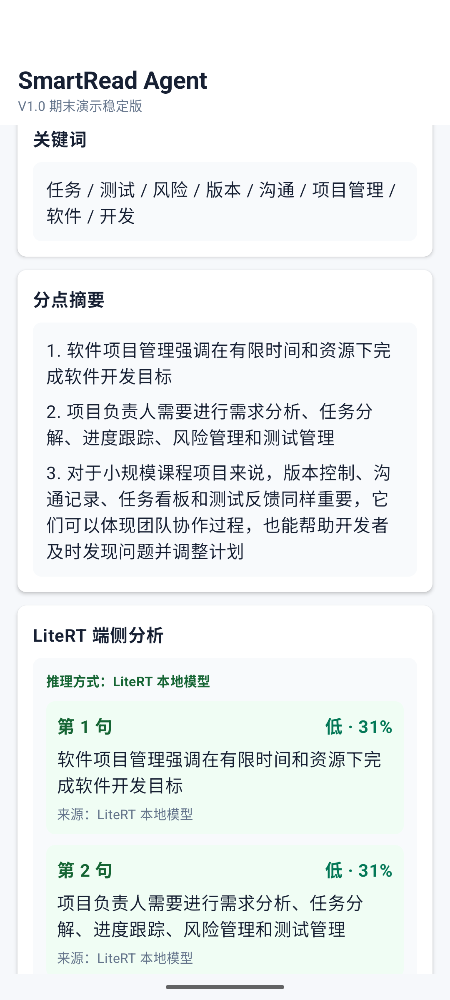 SmartRead Agent
V1.0 期末演示稳定版
关键词
任务 / 测试 / 风险 / 版本 / 沟通 / 项目管理 /
软件 / 开发
分点摘要
1. 软件项目管理强调在有限时间和资源下完
成软件开发目标
2. 项目负责人需要进行需求分析、任务分
解、进度跟踪、风险管理和测试管理
3. 对于小规模课程项目来说，版本控制、沟
通记录、任务看板和测试反馈同样重要，它
们可以体现团队协作过程，也能帮助开发者
及时发现问题并调整计划
LiteRT 端侧分析
推理方式：LiteRT 本地模型
第 1 句
低 · 31%
软件项目管理强调在有限时间和资源下完
成软件开发目标
来源：LiteRT 本地模型
第 2 句
低 · 31%
项目负责人需要进行需求分析、任务分
解、进度跟踪、风险管理和测试管理
来源：LiteRT 本地模型